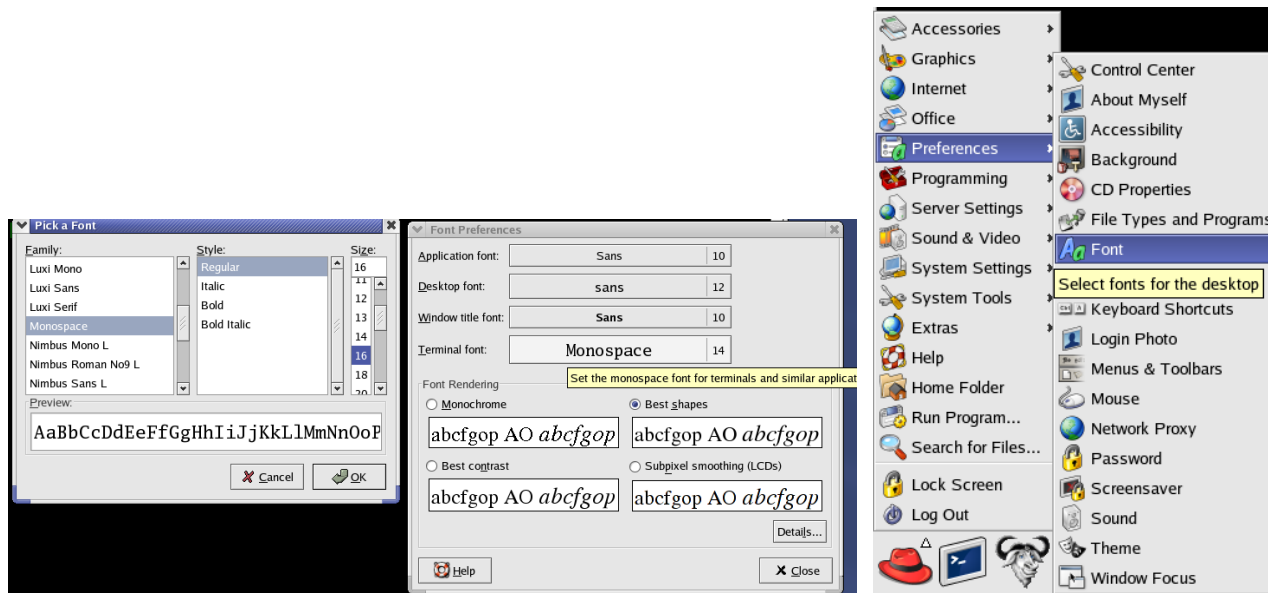 Pick a Font
Family:
Luxi Mono
Luxi Sans
Luxi Serif
Monospace
Nimbus Mono L
Nimbus Roman No9 L
Nimbus Sans L
Style:
Regular
Italic
Bold
Bold Italic
Size:
16
11
12
13
14
16
18
20
Preview:
AaBbCcDdEeFfGgHhIiJjKkLlMmNnOoP
Cancel
OK
Font Preferences
Application font: Sans 10
Desktop font: sans 12
Window title font: Sans 10
Terminal font: Monospace 14
Set the monospace font for terminals and similar applicat
Font Rendering
Monochrome
abcfgop AO abcfgop
Best shapes
abcfgop AO abcfgop
Best contrast
abcfgop AO abcfgop
Subpixel smoothing (LCDs)
abcfgop AO abcfgop
Details...
Help
Close
Accessories
Graphics
Internet
Office
Preferences
Programming
Server Settings
Sound & Video
System Settings
System Tools
Extras
Help
Home Folder
Run Program...
Search for Files...
Lock Screen
Log Out
Control Center
About Myself
Accessibility
Background
CD Properties
File Types and Programs
Font
Select fonts for the desktop
Keyboard Shortcuts
Login Photo
Menus & Toolbars
Mouse
Network Proxy
Password
Screensaver
Sound
Theme
Window Focus